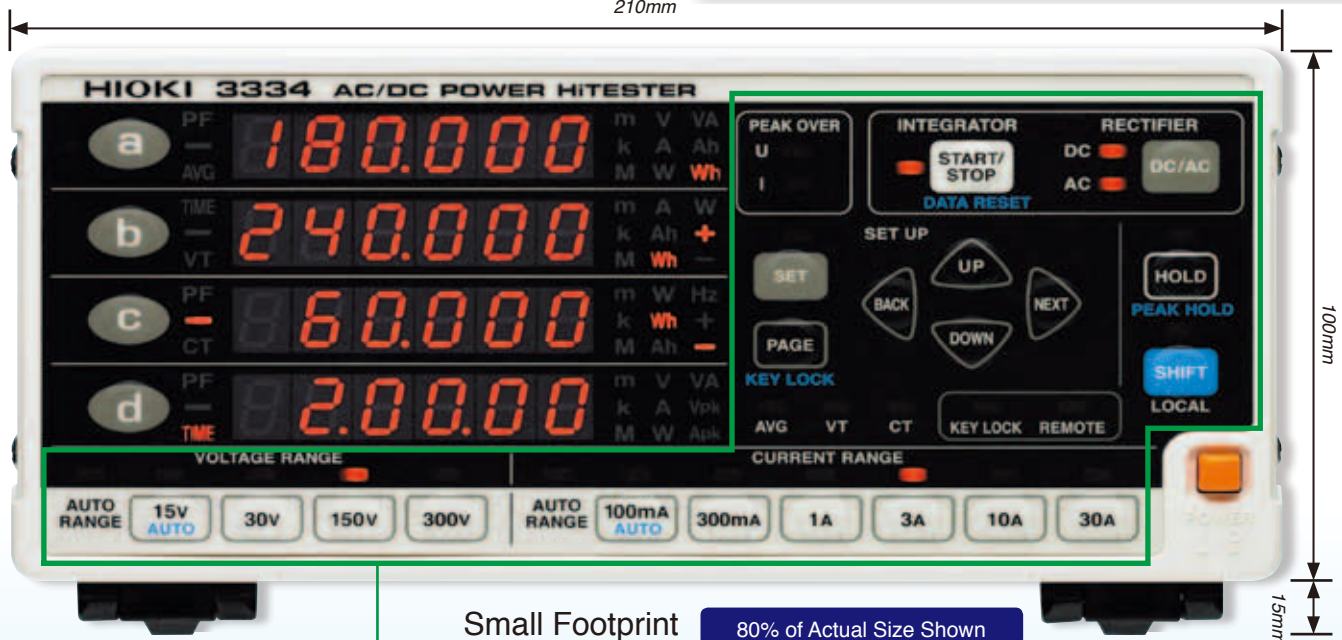 210mm
HIOKI 3334 AC/DC POWER HiTESTER
a PF — AVG 180.000 m V VA k A Ah M W Wh
b TIME — VT 240.000 m A W k Ah + M Wh —
c PF — CT 60.000 m W Hz k Wh + M Ah —
d PF — TIME 2.00.00 m V VA k A Vpk M W Apk
PEAK OVER
U
I
INTEGRATOR
START/
STOP
DATA RESET
RECTIFIER
DC
AC
DC/AC
SET UP
SET
UP
BACK
NEXT
DOWN
PAGE
KEY LOCK
HOLD
PEAK HOLD
SHIFT
LOCAL
AVG VT CT KEY LOCK REMOTE
VOLTAGE RANGE
AUTO
RANGE
15V
AUTO
30V 150V 300V
CURRENT RANGE
AUTO
RANGE
100mA
AUTO
300mA 1A 3A 10A 30A
POWER
100mm
15mm
Small Footprint
80% of Actual Size Shown